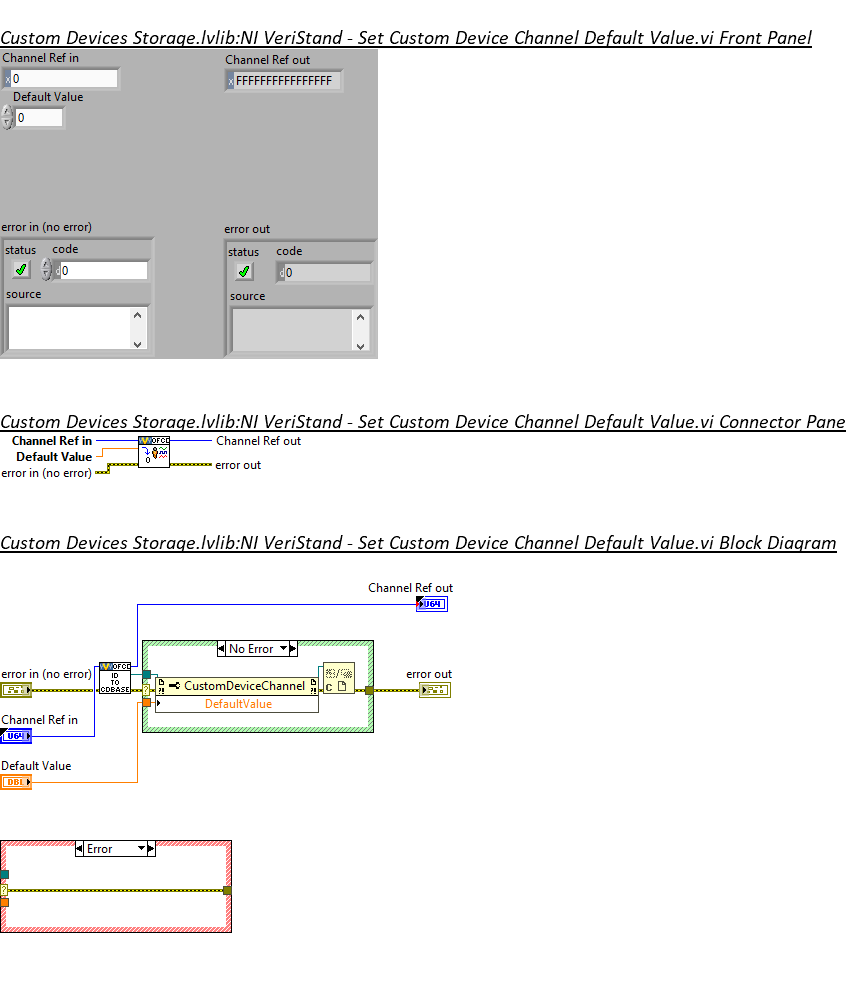 Custom Devices Storage.lvlib:NI VeriStand - Set Custom Device Channel Default Value.vi Front Panel
Channel Ref in
x 0
Channel Ref out
x FFFFFFFFFFFFFFFF
Default Value
0
error in (no error)
status code
d 0
source
error out
status code
d 0
source
Custom Devices Storage.lvlib:NI VeriStand - Set Custom Device Channel Default Value.vi Connector Pane
Channel Ref in
Default Value
error in (no error)
OFCD
0
Channel Ref out
error out
Custom Devices Storage.lvlib:NI VeriStand - Set Custom Device Channel Default Value.vi Block Diagram
Channel Ref out
U64
No Error
error in (no error)
OFCD
ID
TO
CDBASE
?
?!
CustomDeviceChannel
?!
DefaultValue
C
error out
Channel Ref in
U64
Default Value
DBL
Error
?